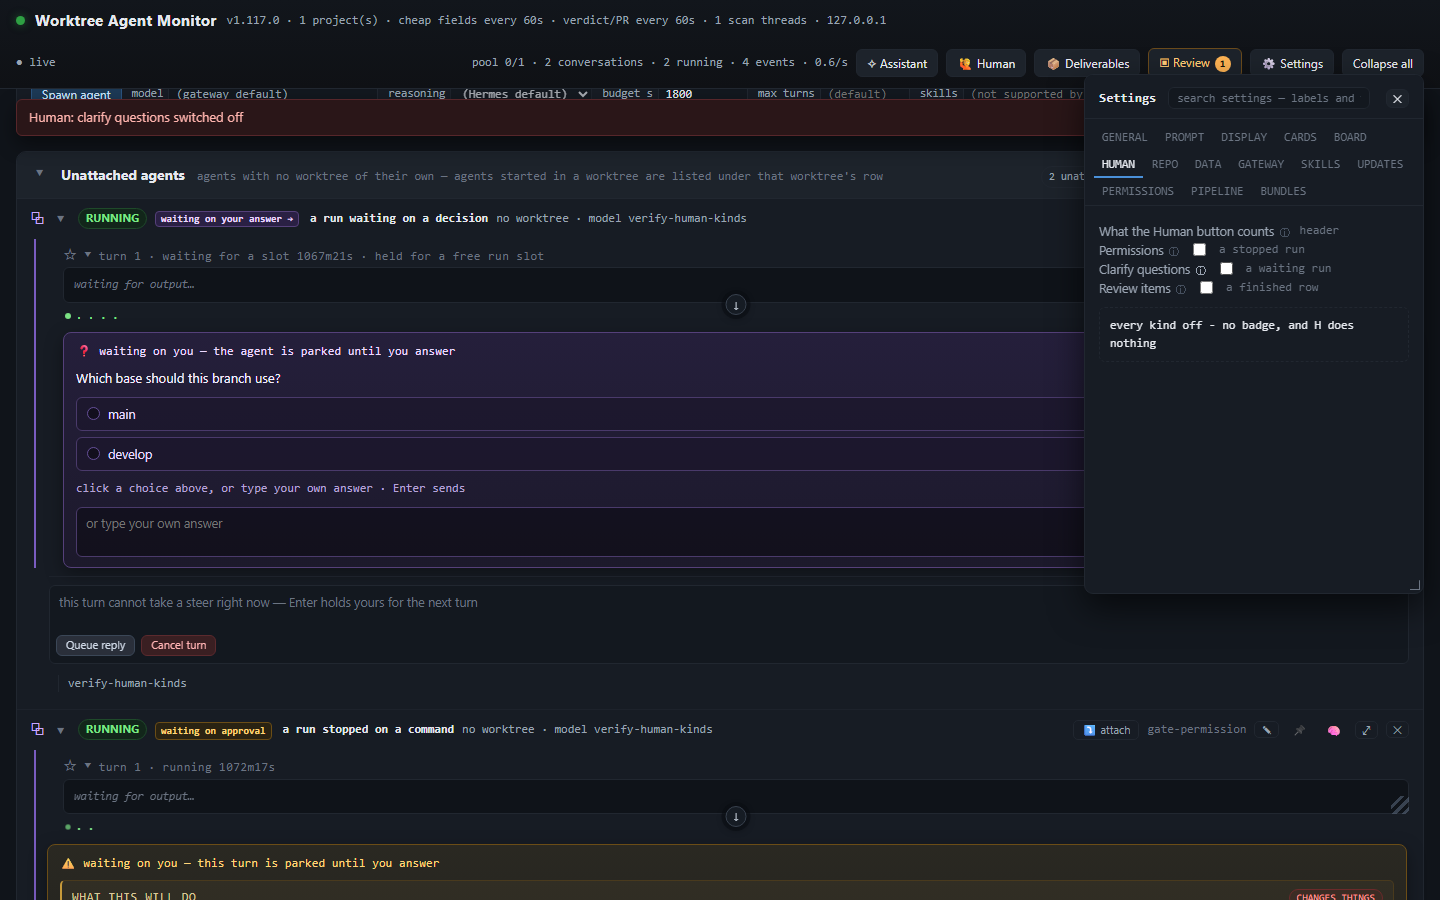 Worktree Agent Monitor v1.117.0 · 1 project(s) · cheap fields every 60s · verdict/PR every 60s · 1 scan threads · 127.0.0.1
live
pool 0/1 · 2 conversations · 2 running · 4 events · 0.6/s
Assistant
Human
Deliverables
Review 1
Settings
Collapse all
Spawn agent model (gateway default) reasoning (Hermes default) budget s 1800 max turns (default) skills (not supported by
Human: clarify questions switched off
Unattached agents agents with no worktree of their own — agents started in a worktree are listed under that worktree's row 2 unat
RUNNING waiting on your answer → a run waiting on a decision no worktree · model verify-human-kinds
turn 1 · waiting for a slot 1067m21s · held for a free run slot
waiting for output…
↓
? waiting on you — the agent is parked until you answer
Which base should this branch use?
main
develop
click a choice above, or type your own answer · Enter sends
or type your own answer
this turn cannot take a steer right now — Enter holds yours for the next turn
Queue reply
Cancel turn
verify-human-kinds
RUNNING waiting on approval a run stopped on a command no worktree · model verify-human-kinds attach gate-permission
turn 1 · running 1072m17s
waiting for output…
↓
waiting on you — this turn is parked until you answer
WHAT THIS WILL DO CHANGES THINGS
Settings search settings — labels and
GENERAL PROMPT DISPLAY CARDS BOARD
HUMAN REPO DATA GATEWAY SKILLS UPDATES
PERMISSIONS PIPELINE BUNDLES
What the Human button counts ⓘ header
Permissions ⓘ a stopped run
Clarify questions ⓘ a waiting run
Review items ⓘ a finished row
every kind off - no badge, and H does
nothing